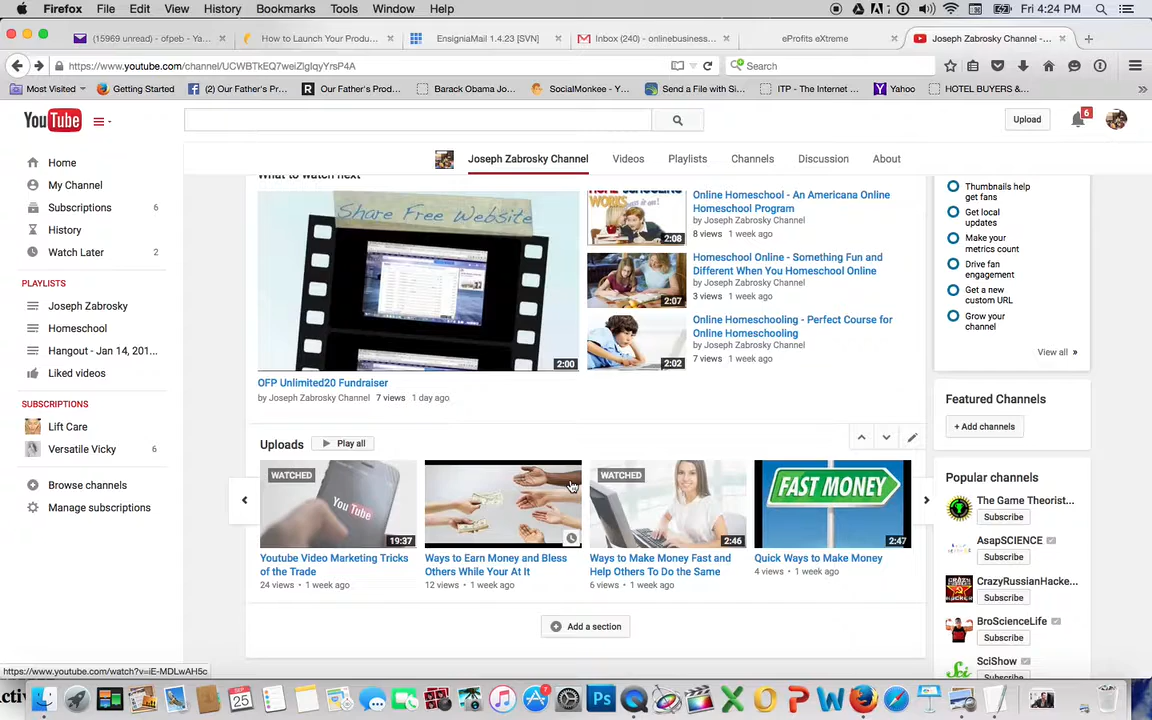 Firefox File Edit View History Bookmarks Tools Window Help Fri 4:24 PM
(15969 unread) - ofpeb - Ya...
How to Launch Your Produ...
EnsigniaMail 1.4.23 [SVN]
Inbox (240) - onlinebusiness...
eProfits eXtreme
Joseph Zabrosky Channel -...
Search
Most Visited
Getting Started
(2) Our Father's Pr...
Our Father's Prod...
Barack Obama Jo...
SocialMonkee - Y...
Send a File with Si...
ITP - The Internet ...
Yahoo
HOTEL BUYERS &...
YouTube
Upload
6
Joseph Zabrosky Channel Videos Playlists Channels Discussion About
Home
My Channel
Subscriptions 6
History
Watch Later 2
PLAYLISTS
Joseph Zabrosky
Homeschool
Hangout - Jan 14, 201...
Liked videos
SUBSCRIPTIONS
Lift Care
Versatile Vicky 6
Browse channels
Manage subscriptions
What to watch next
Share Free Website
2:00
OFP Unlimited20 Fundraiser
by Joseph Zabrosky Channel 7 views 1 day ago
WORKS
2:08
Online Homeschool - An Americana Online
Homeschool Program
by Joseph Zabrosky Channel
8 views 1 week ago
2:07
Homeschool Online - Something Fun and
Different When You Homeschool Online
by Joseph Zabrosky Channel
3 views 1 week ago
2:02
Online Homeschooling - Perfect Course for
Online Homeschooling
by Joseph Zabrosky Channel
7 views 1 week ago
Uploads Play all
WATCHED
YouTube
19:37
Youtube Video Marketing Tricks
of the Trade
24 views • 1 week ago
Ways to Earn Money and Bless
Others While Your At It
12 views • 1 week ago
WATCHED
2:46
Ways to Make Money Fast and
Help Others To Do the Same
6 views • 1 week ago
FAST MONEY
2:47
Quick Ways to Make Money
4 views • 1 week ago
Add a section
Thumbnails help
get fans
Get local
updates
Make your
metrics count
Drive fan
engagement
Get a new
custom URL
Grow your
channel
View all »
Featured Channels
+ Add channels
Popular channels
The Game Theorist...
Subscribe
AsapSCIENCE
Subscribe
CrazyRussianHacke...
Subscribe
BroScienceLife
Subscribe
SciShow
https://www.youtube.com/watch?v=iE-MDLwAH5c